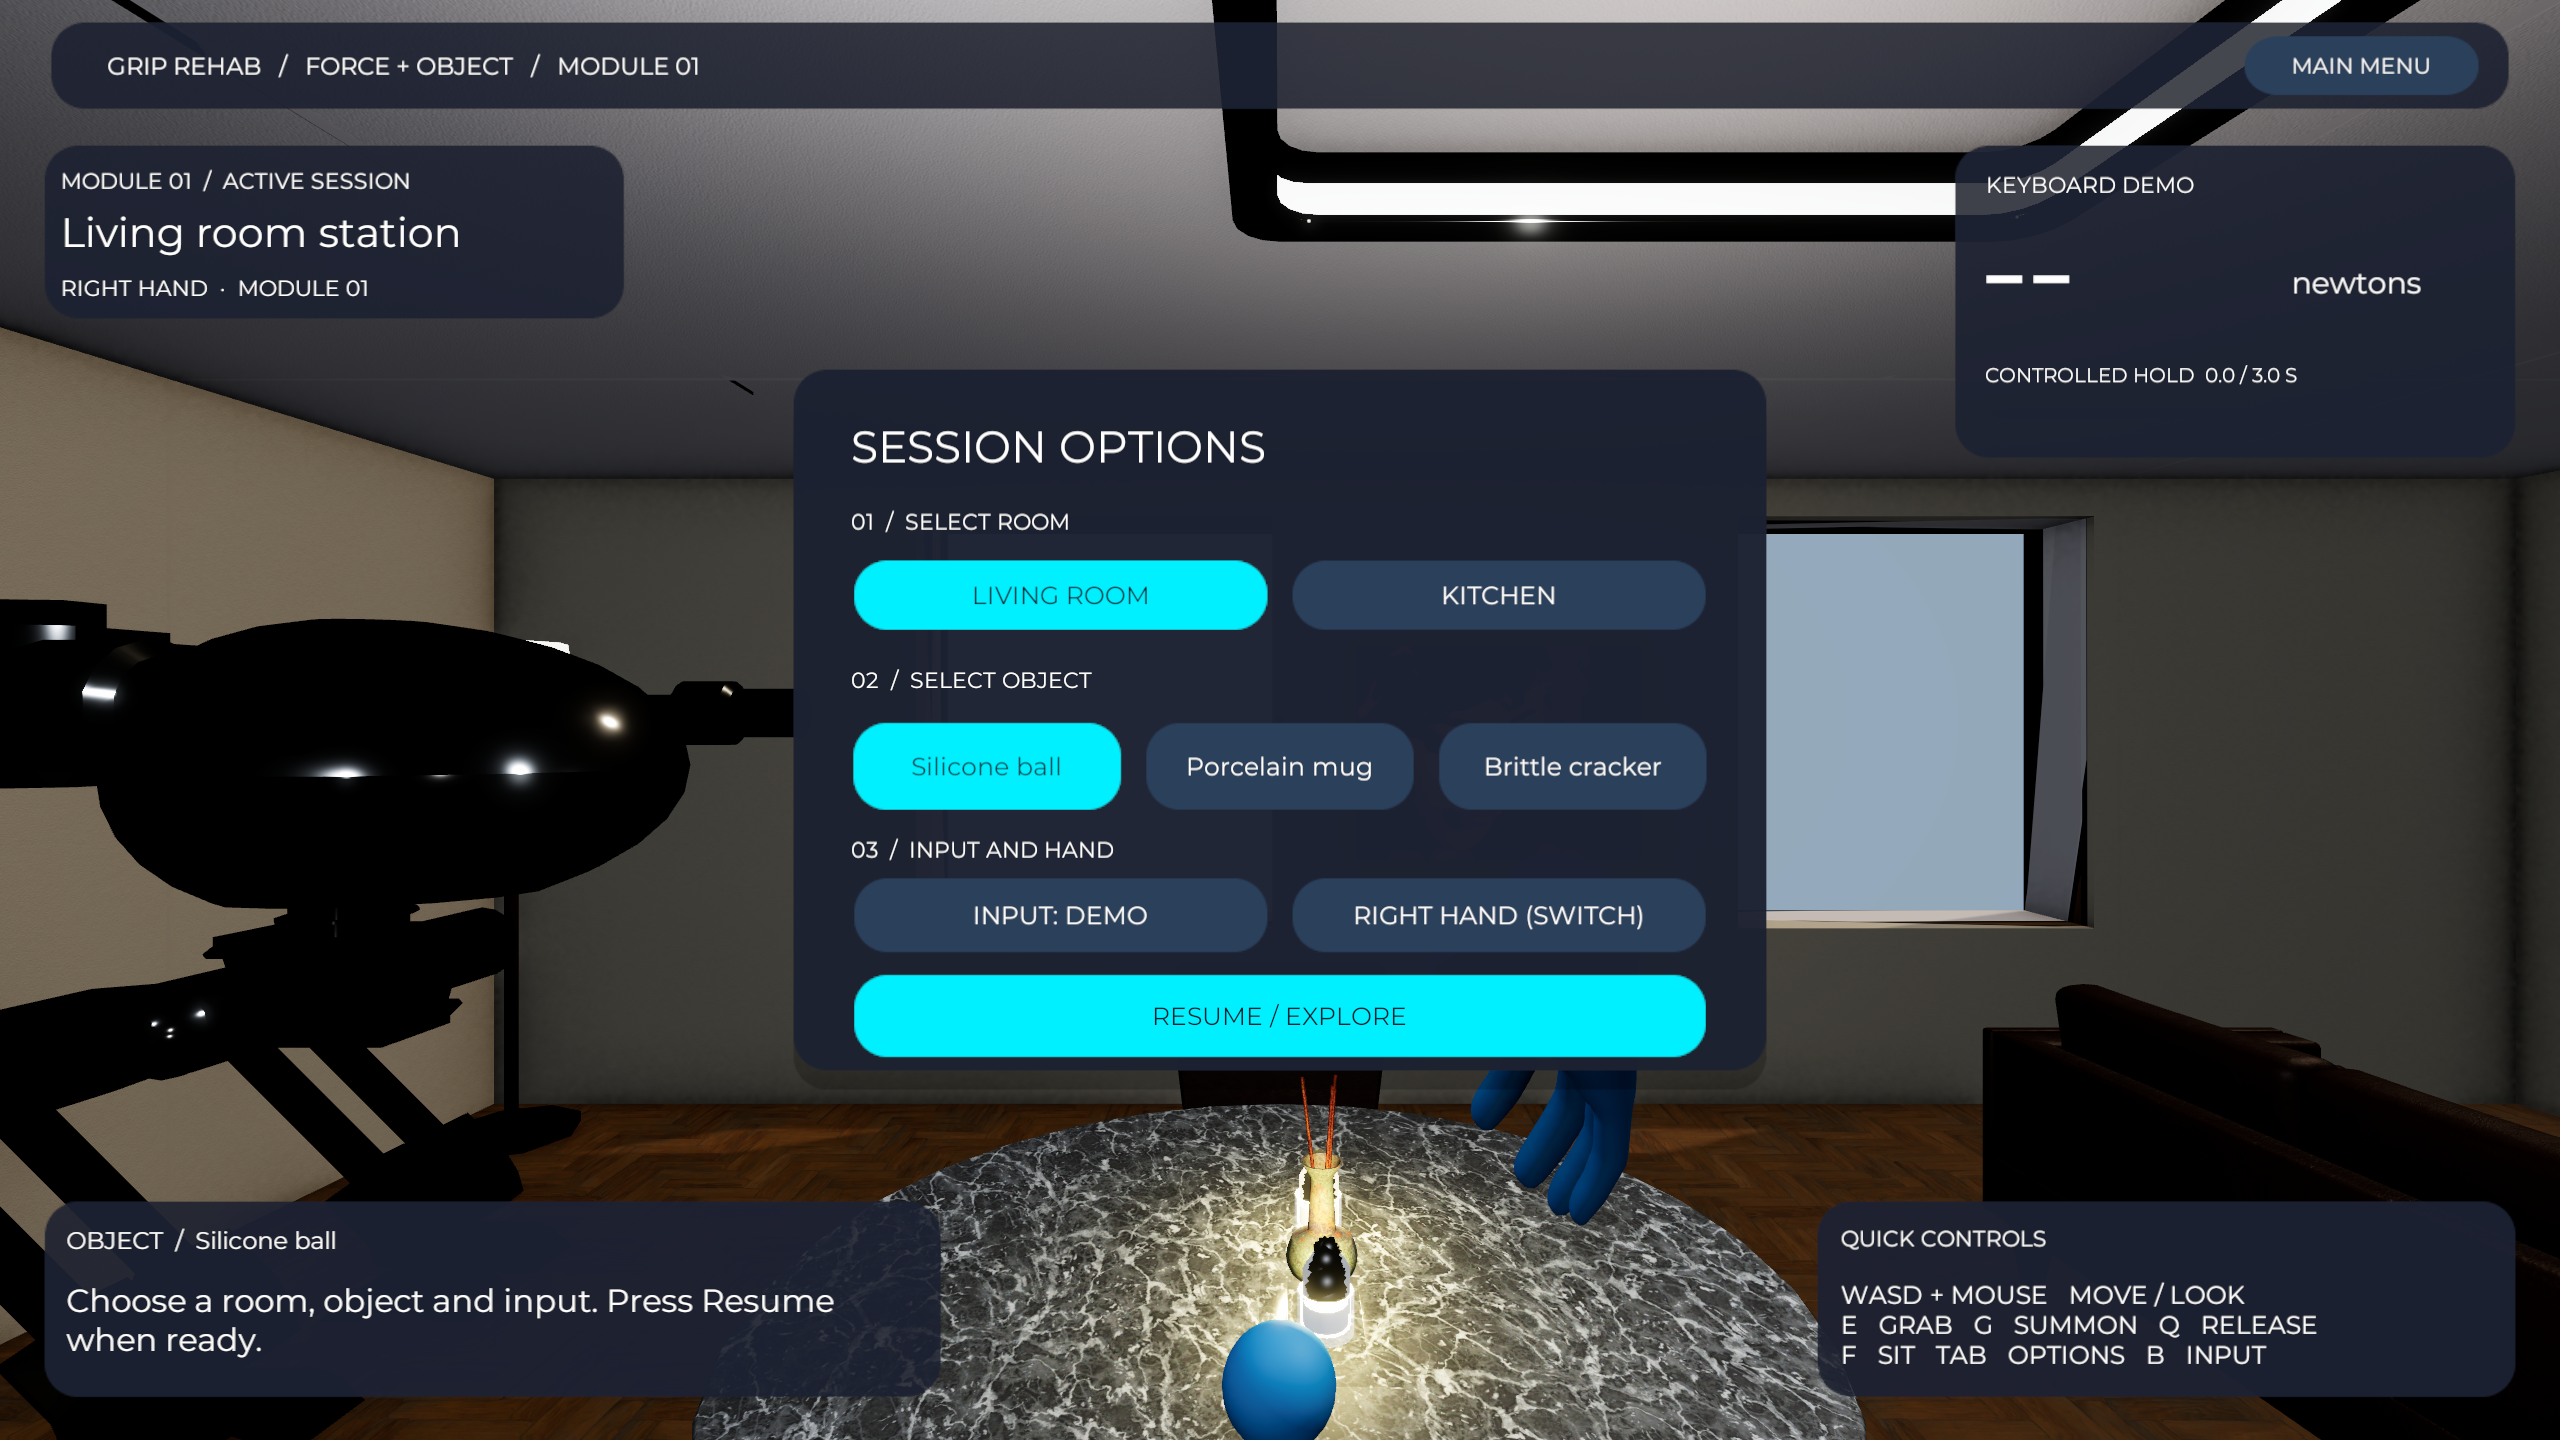 GRIP REHAB / FORCE + OBJECT / MODULE 01
MAIN MENU
MODULE 01 / ACTIVE SESSION
Living room station
RIGHT HAND · MODULE 01
KEYBOARD DEMO
-- newtons
CONTROLLED HOLD 0.0 / 3.0 S
SESSION OPTIONS
01 / SELECT ROOM
LIVING ROOM
KITCHEN
02 / SELECT OBJECT
Silicone ball
Porcelain mug
Brittle cracker
03 / INPUT AND HAND
INPUT: DEMO
RIGHT HAND (SWITCH)
RESUME / EXPLORE
OBJECT / Silicone ball
Choose a room, object and input. Press Resume
when ready.
QUICK CONTROLS
WASD + MOUSE MOVE / LOOK
E GRAB G SUMMON Q RELEASE
F SIT TAB OPTIONS B INPUT